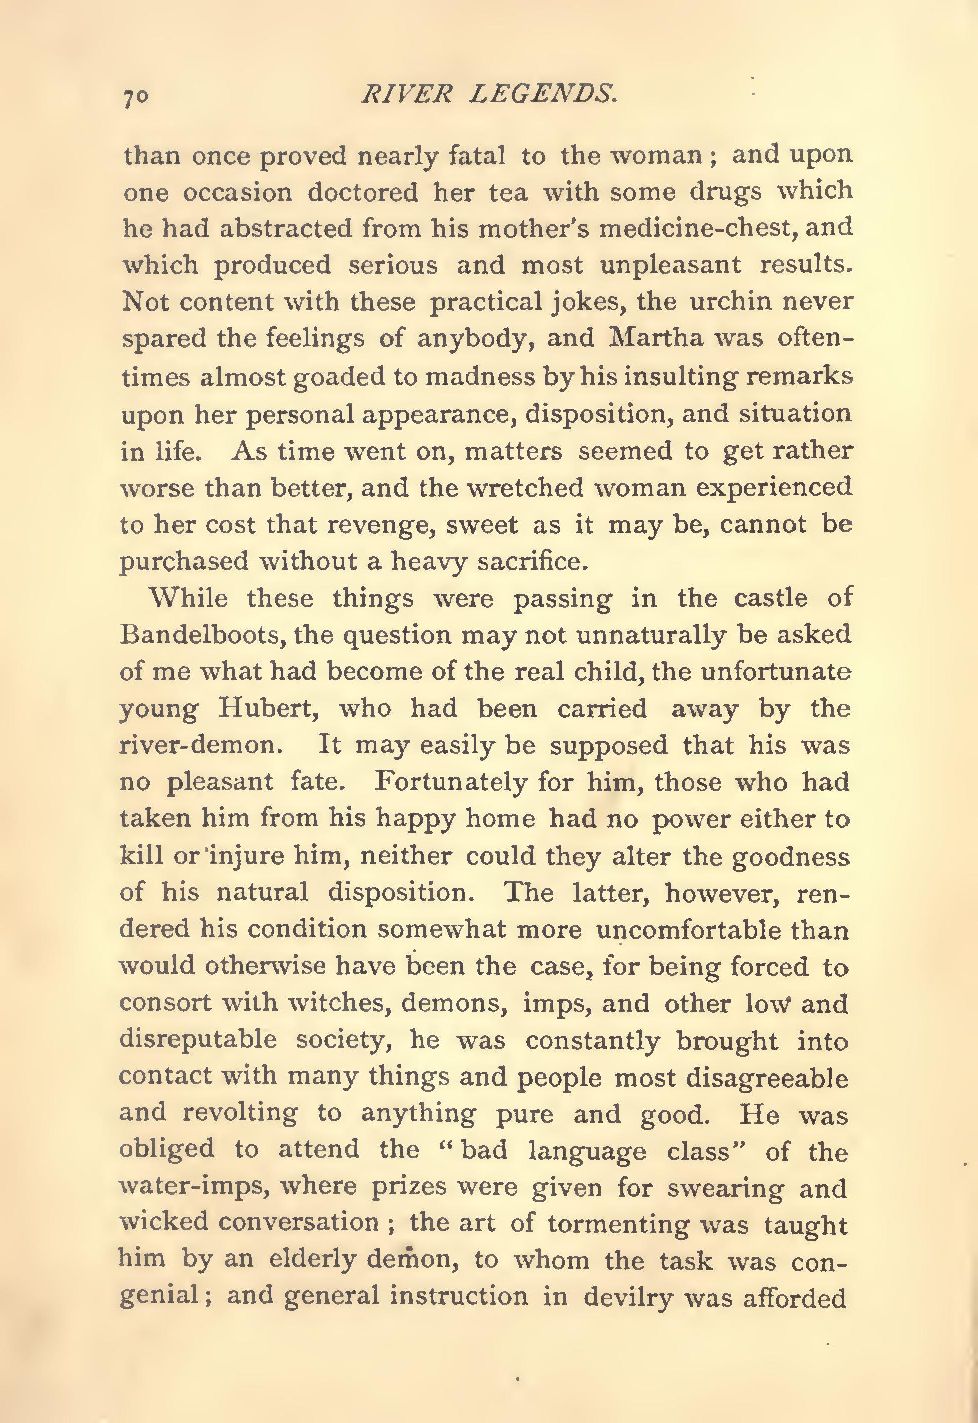 70 RIVER LEGENDS.
than once proved nearly fatal to the woman ; and upon
one occasion doctored her tea with some drugs which
he had abstracted from his mother's medicine-chest, and
which produced serious and most unpleasant results.
Not content with these practical jokes, the urchin never
spared the feelings of anybody, and Martha was often-
times almost goaded to madness by his insulting remarks
upon her personal appearance, disposition, and situation
in life. As time went on, matters seemed to get rather
worse than better, and the wretched woman experienced
to her cost that revenge, sweet as it may be, cannot be
purchased without a heavy sacrifice.
While these things were passing in the castle of
Bandelboots, the question may not unnaturally be asked
of me what had become of the real child, the unfortunate
young Hubert, who had been carried away by the
river-demon. It may easily be supposed that his was
no pleasant fate. Fortunately for him, those who had
taken him from his happy home had no power either to
kill or injure him, neither could they alter the goodness
of his natural disposition. The latter, however, ren-
dered his condition somewhat more uncomfortable than
would otherwise have been the case, for being forced to
consort with witches, demons, imps, and other low and
disreputable society, he was constantly brought into
contact with many things and people most disagreeable
and revolting to anything pure and good. He was
obliged to attend the “ bad language class” of the
water-imps, where prizes were given for swearing and
wicked conversation ; the art of tormenting was taught
him by an elderly demon, to whom the task was con-
genial ; and general instruction in devilry was afforded